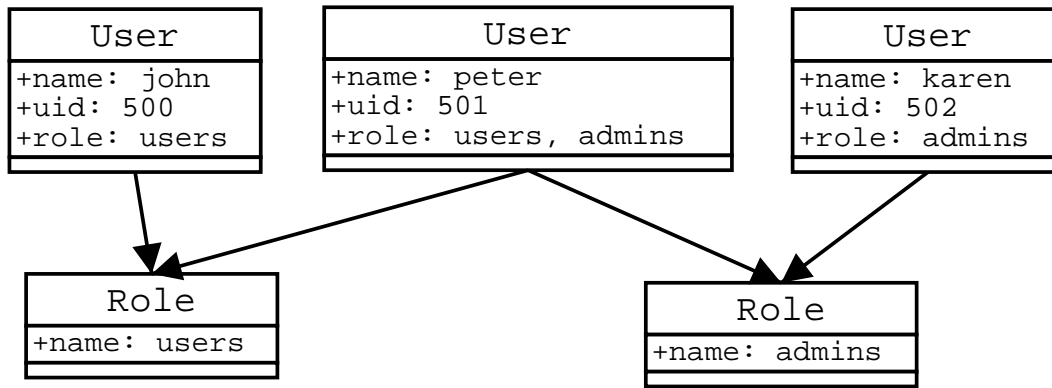 User
+name: john
+uid: 500
+role: users
User
+name: peter
+uid: 501
+role: users, admins
User
+name: karen
+uid: 502
+role: admins
Role
+name: users
Role
+name: admins